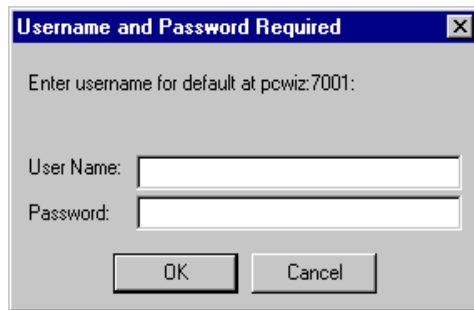 Username and Password Required
Enter username for default at pcwiz:7001:
User Name:
Password:
OK Cancel